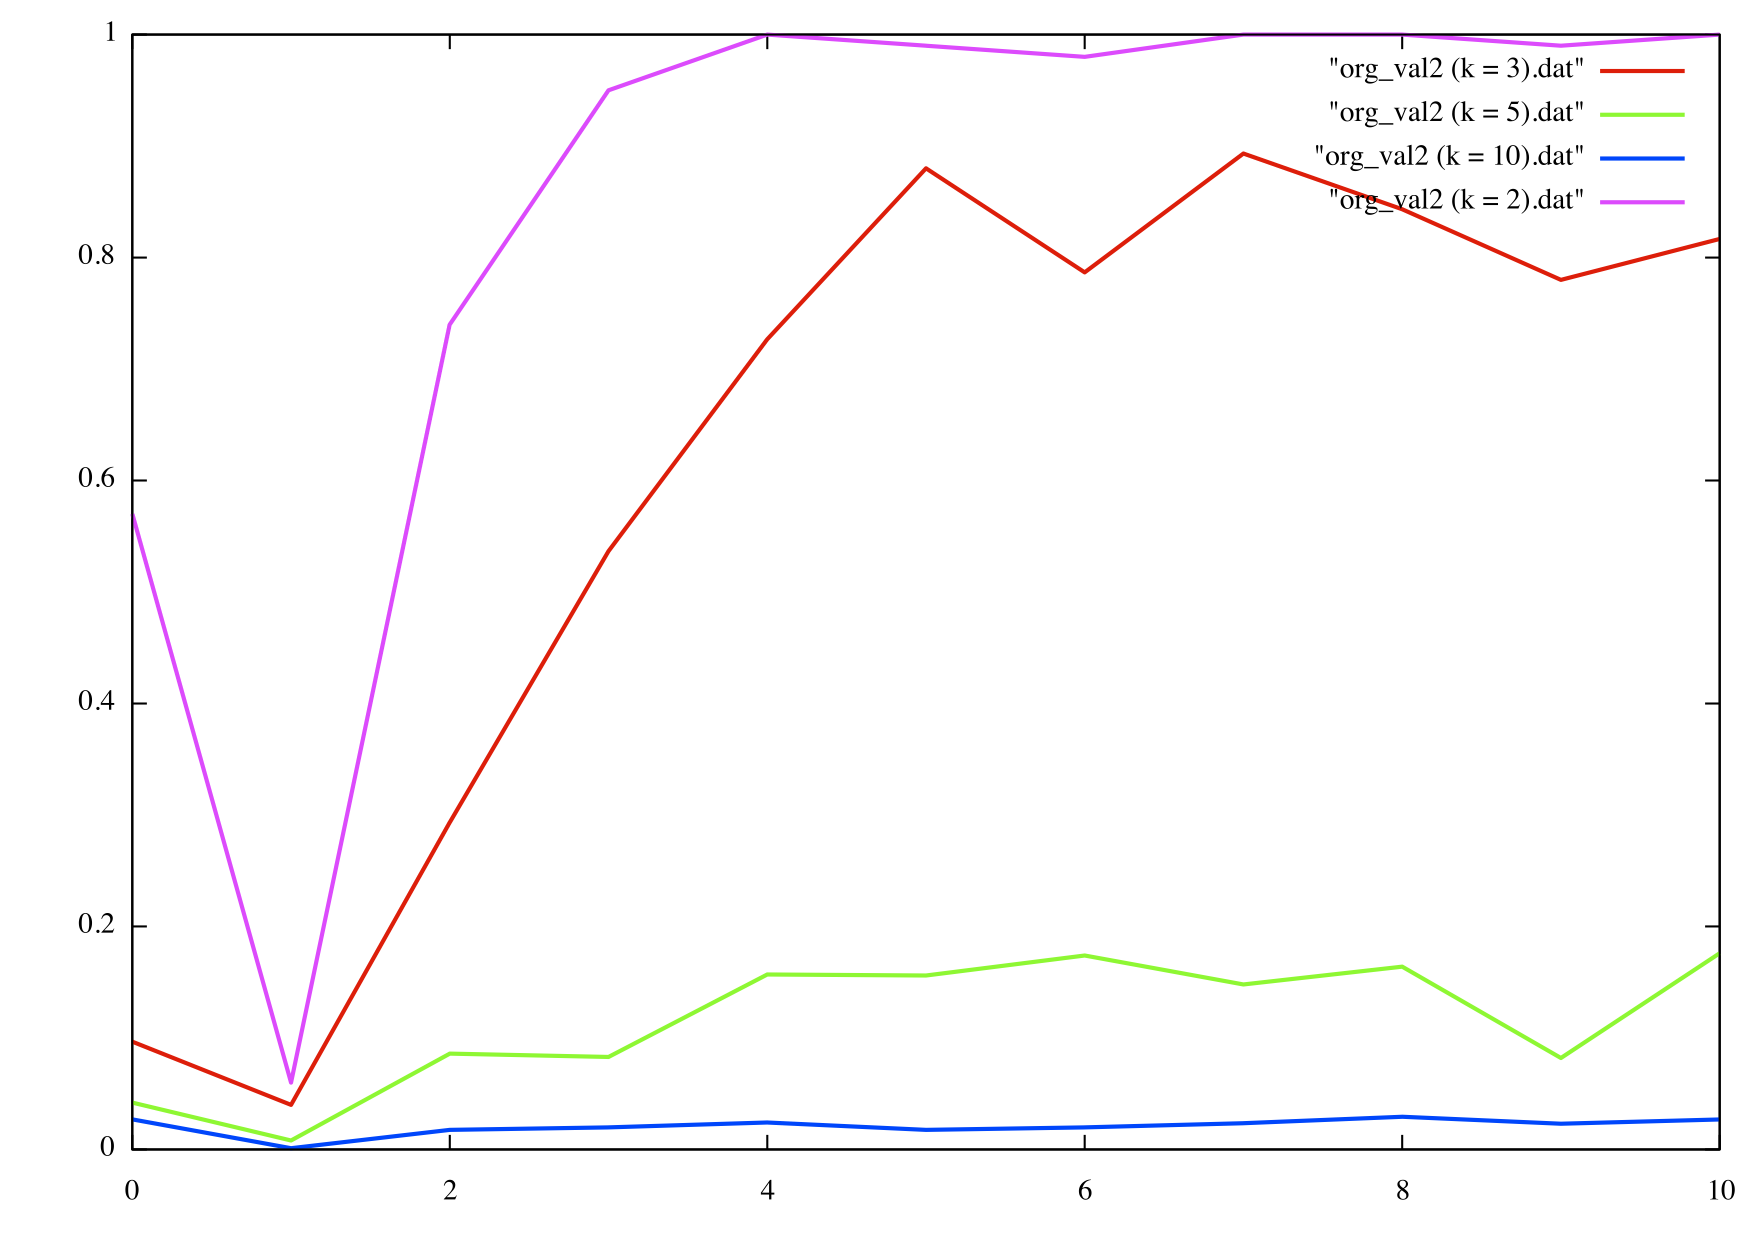 1
0.8
0.6
0.4
0.2
0
0 2 4 6 8 10
"org_val2 (k = 3).dat"
"org_val2 (k = 5).dat"
"org_val2 (k = 10).dat"
"org_val2 (k = 2).dat"